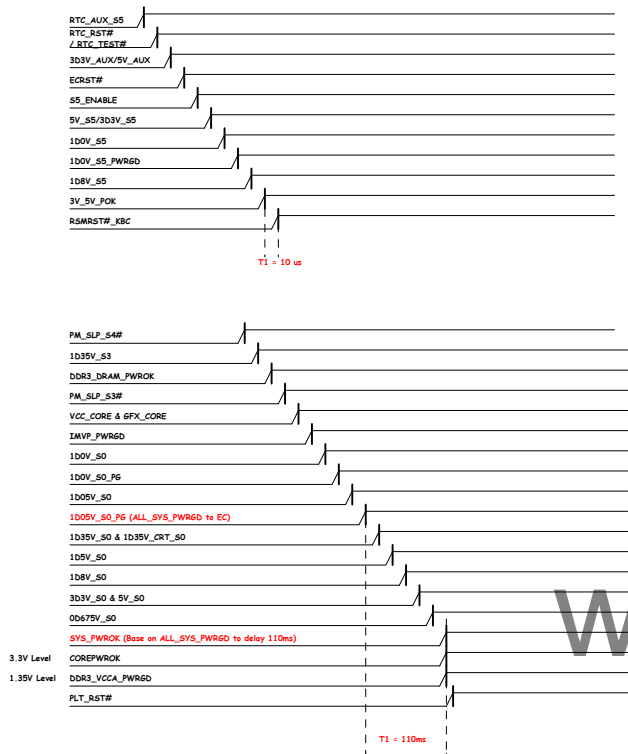 RTC_AUX_S5
RTC_RST#
/ RTC_TEST#
3D3V_AUX/5V_AUX
ECRST#
S5_ENABLE
5V_S5/3D3V_S5
1D0V_S5
1D0V_S5_PWRGD
1D8V_S5
3V_5V_POK
RSMRST#_KBC
T1 = 10 us
PM_SLP_S4#
1D35V_S3
DDR3_DRAM_PWROK
PM_SLP_S3#
VCC_CORE & GFX_CORE
IMVP_PWRGD
1D0V_S0
1D0V_S0_PG
1D05V_S0
1D05V_S0_PG (ALL_SYS_PWRGD to EC)
1D35V_S0 & 1D35V_CRT_S0
1D5V_S0
1D8V_S0
3D3V_S0 & 5V_S0
0D675V_S0
SYS_PWROK (Base on ALL_SYS_PWRGD to delay 110ms)
3.3V Level COREPWROK
1.35V Level DDR3_VCCA_PWRGD
PLT_RST#
T1 = 110ms
W